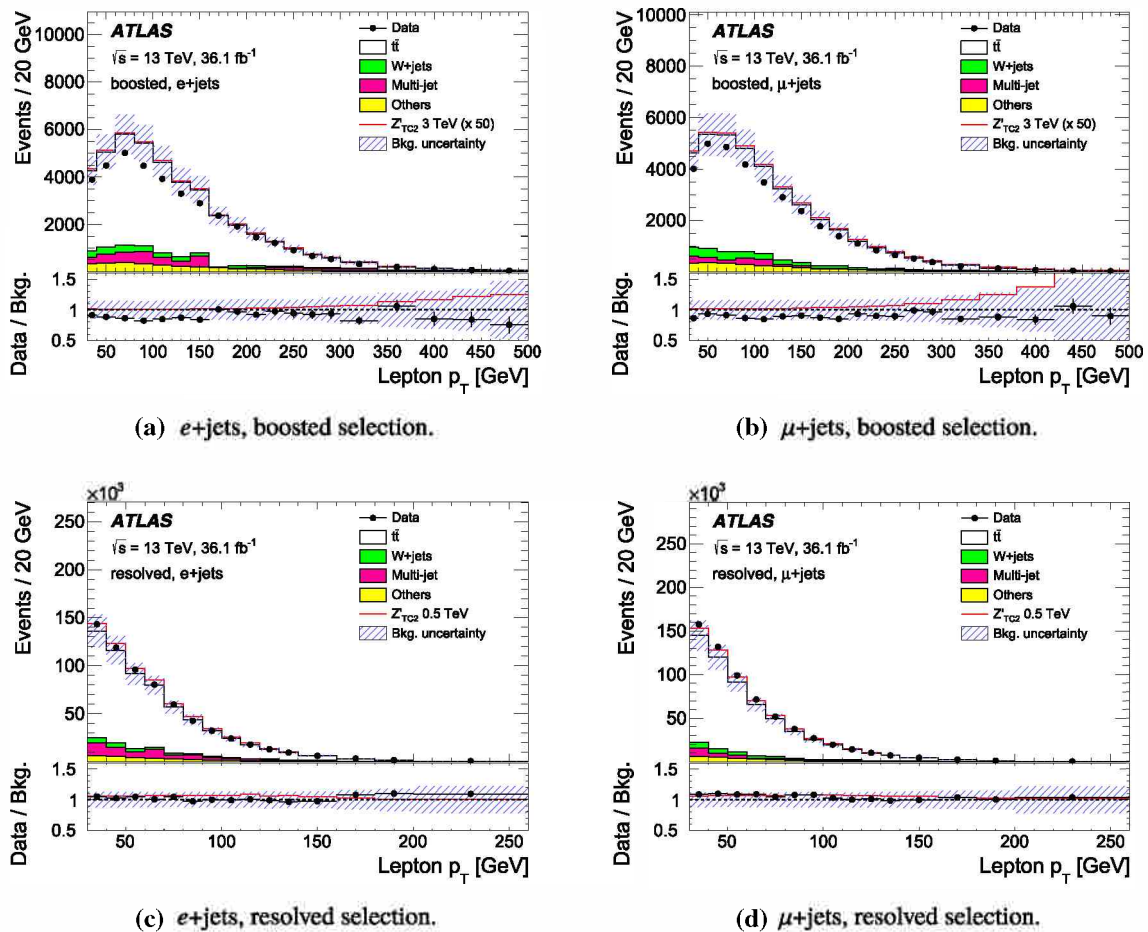 ATLAS
√s = 13 TeV, 36.1 fb⁻¹
boosted, e+jets
Data
tt̄
W+jets
Multi-jet
Others
Z'TC2 3 TeV (x 50)
Bkg. uncertainty
Events / 20 GeV
10000
8000
6000
4000
2000
Data / Bkg.
1.5
1
0.5
50 100 150 200 250 300 350 400 450 500
Lepton pT [GeV]
(a) e+jets, boosted selection.
ATLAS
√s = 13 TeV, 36.1 fb⁻¹
boosted, μ+jets
Data
tt̄
W+jets
Multi-jet
Others
Z'TC2 3 TeV (x 50)
Bkg. uncertainty
Events / 20 GeV
10000
8000
6000
4000
2000
Data / Bkg.
1.5
1
0.5
50 100 150 200 250 300 350 400 450 500
Lepton pT [GeV]
(b) μ+jets, boosted selection.
×10³
ATLAS
√s = 13 TeV, 36.1 fb⁻¹
resolved, e+jets
Data
tt̄
W+jets
Multi-jet
Others
Z'TC2 0.5 TeV
Bkg. uncertainty
Events / 20 GeV
250
200
150
100
50
Data / Bkg.
1.5
1
0.5
50 100 150 200 250
Lepton pT [GeV]
(c) e+jets, resolved selection.
×10³
ATLAS
√s = 13 TeV, 36.1 fb⁻¹
resolved, μ+jets
Data
tt̄
W+jets
Multi-jet
Others
Z'TC2 0.5 TeV
Bkg. uncertainty
Events / 20 GeV
250
200
150
100
50
Data / Bkg.
1.5
1
0.5
50 100 150 200 250
Lepton pT [GeV]
(d) μ+jets, resolved selection.